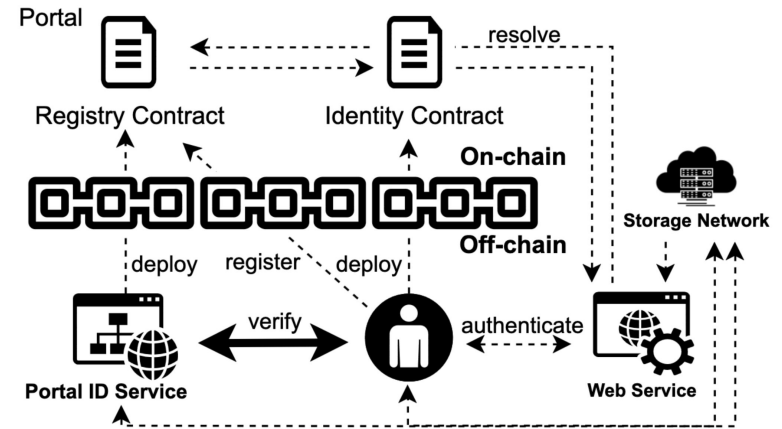 Portal
resolve
Registry Contract
Identity Contract
On-chain
Storage Network
Off-chain
deploy
register
deploy
verify
authenticate
Portal ID Service
Web Service